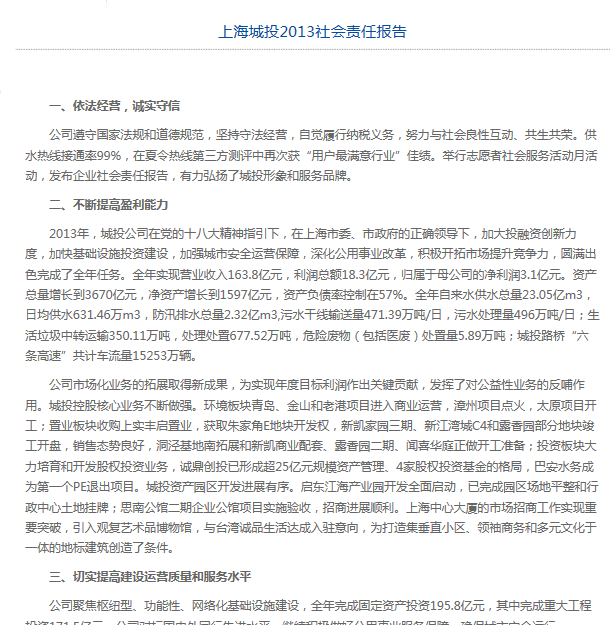 上海城投2013社会责任报告
一、依法经营，诚实守信
公司遵守国家法规和道德规范，坚持守法经营，自觉履行纳税义务，努力与社会良性互动、共生共荣。供
水热线接通率99%，在夏令热线第三方测评中再次获“用户最满意行业”佳绩。举行志愿者社会服务活动月活
动，发布企业社会责任报告，有力弘扬了城投形象和服务品牌。
二、不断提高盈利能力
2013年，城投公司在党的十八大精神指引下，在上海市委、市政府的正确领导下，加大投融资创新力
度，加快基础设施投资建设，加强城市安全运营保障，深化公用事业改革，积极开拓市场提升竞争力，圆满出
色完成了全年任务。全年实现营业收入163.8亿元，利润总额18.3亿元，归属于母公司的净利润3.1亿元。资产
总量增长到3670亿元，净资产增长到1597亿元，资产负债率控制在57%。全年自来水供水总量23.05亿m3，
日均供水631.46万m3，防汛排水总量2.32亿m3,污水干线输送量471.39万吨/日，污水处理量496万吨/日；生
活垃圾中转运输350.11万吨，处理处置677.52万吨，危险废物（包括医废）处置量5.89万吨；城投路桥“六
条高速”共计车流量15253万辆。
公司市场化业务的拓展取得新成果，为实现年度目标利润作出关键贡献，发挥了对公益性业务的反哺作
用。城投控股核心业务不断做强。环境板块青岛、金山和老港项目进入商业运营，漳州项目点火，太原项目开
工；置业板块收购上实丰启置业，获取朱家角E地块开发权，新凯家园三期、新江湾城C4和露香园部分地块竣
工开盘，销售态势良好，洞泾基地南拓展和新凯商业配套、露香园二期、闻喜华庭正做开工准备；投资板块大
力培育和开发股权投资业务，诚鼎创投已形成超25亿元规模资产管理、4家股权投资基金的格局，巴安水务成
为第一个PE退出项目。城投资产园区开发进展有序。启东江海产业园开发全面启动，已完成园区场地平整和行
政中心土地挂牌；思南公馆二期企业公馆项目实施验收，招商进展顺利。上海中心大厦的市场招商工作实现重
要突破，引入观复艺术品博物馆，与台湾诚品生活达成入驻意向，为打造集垂直小区、领袖商务和多元文化于
一体的地标建筑创造了条件。
三、切实提高建设运营质量和服务水平
公司聚焦枢纽型、功能性、网络化基础设施建设，全年完成固定资产投资195.8亿元，其中完成重大工程